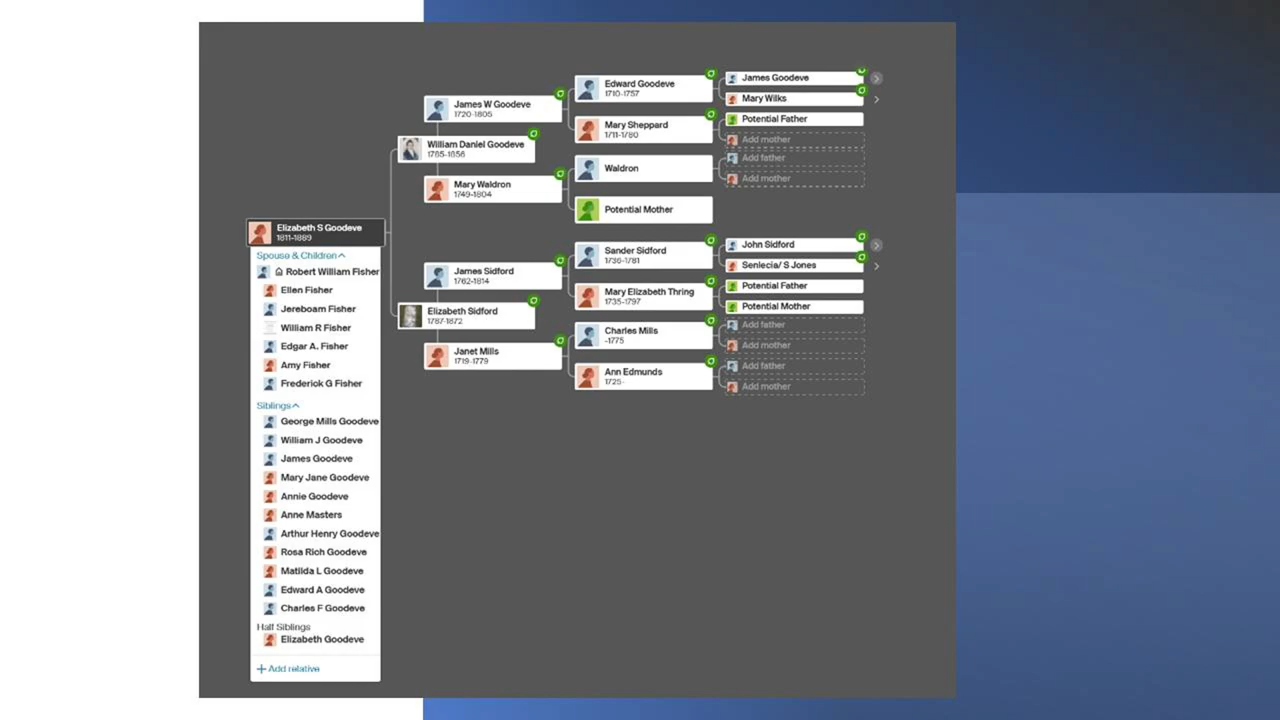 James Goodeve
Edward Goodeve
1710-1757
Mary Wilks
James W Goodeve
1720-1805
Potential Father
Mary Sheppard
1711-1780
Add mother
William Daniel Goodeve
1785-1856
Add father
Waldron
Add mother
Mary Waldron
1749-1804
Potential Mother
Elizabeth S Goodeve
1811-1889
John Sidford
Sander Sidford
1736-1781
Senlecia/ S Jones
James Sidford
1762-1814
Potential Father
Mary Elizabeth Thring
1735-1797
Potential Mother
Elizabeth Sidford
1787-1872
Add father
Charles Mills
-1775
Add mother
Janet Mills
1719-1779
Add father
Ann Edmunds
1725-
Add mother
Spouse & Children
Robert William Fisher
Ellen Fisher
Jereboam Fisher
William R Fisher
Edgar A. Fisher
Amy Fisher
Frederick G Fisher
Siblings
George Mills Goodeve
William J Goodeve
James Goodeve
Mary Jane Goodeve
Annie Goodeve
Anne Masters
Arthur Henry Goodeve
Rosa Rich Goodeve
Matilda L Goodeve
Edward A Goodeve
Charles F Goodeve
Half Siblings
Elizabeth Goodeve
+ Add relative